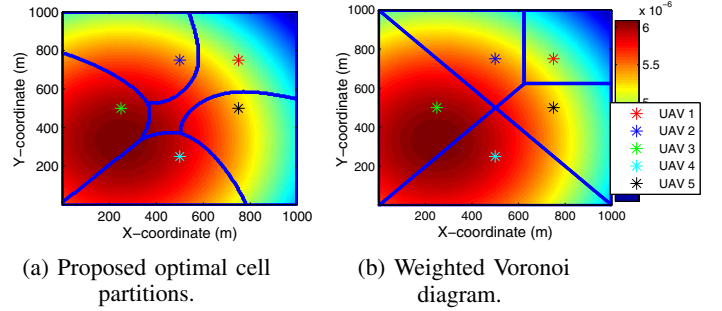 x 10⁻⁶
1000
800
600
400
200
Y-coordinate (m)
200 400 600 800 1000
X-coordinate (m)
1000
800
600
400
200
Y-coordinate (m)
200 400 600 800 1000
X-coordinate (m)
6
5.5
UAV 1
UAV 2
UAV 3
UAV 4
UAV 5
(a) Proposed optimal cell
partitions.
(b) Weighted Voronoi
diagram.